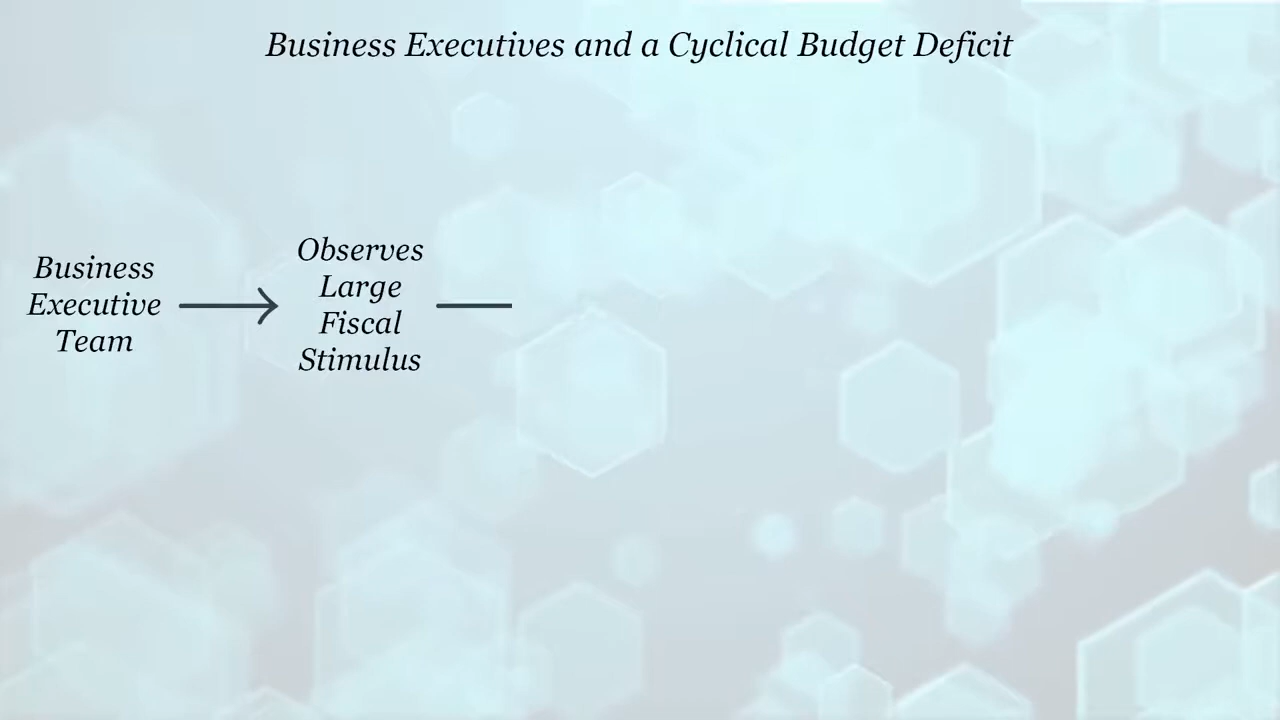 Business Executives and a Cyclical Budget Deficit
Business
Executive
Team
Observes
Large
Fiscal
Stimulus